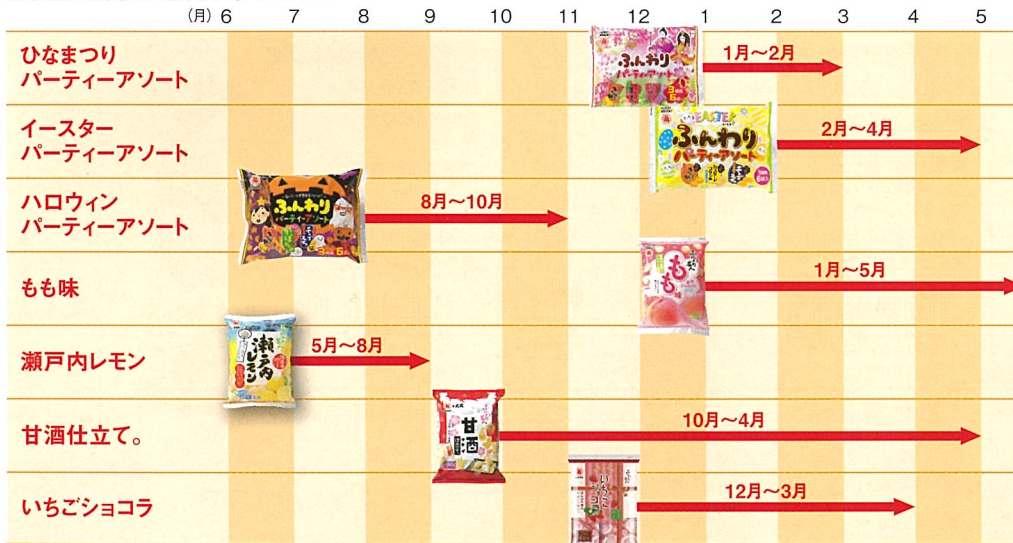 (月) 6 7 8 9 10 11 12 1 2 3 4 5
ひなまつり
パーティーアソート
ふんわり
パーティーアソート
1月〜2月
イースター
パーティーアソート
EASTER
ふんわり
パーティーアソート
2月〜4月
ハロウィン
パーティーアソート
ふんわり
パーティーアソート
8月〜10月
もも味
もも
味
1月〜5月
瀬戸内レモン
瀬戸内
レモン
5月〜8月
甘酒仕立て。
甘酒
10月〜4月
いちごショコラ
いちご
ショコラ
12月〜3月